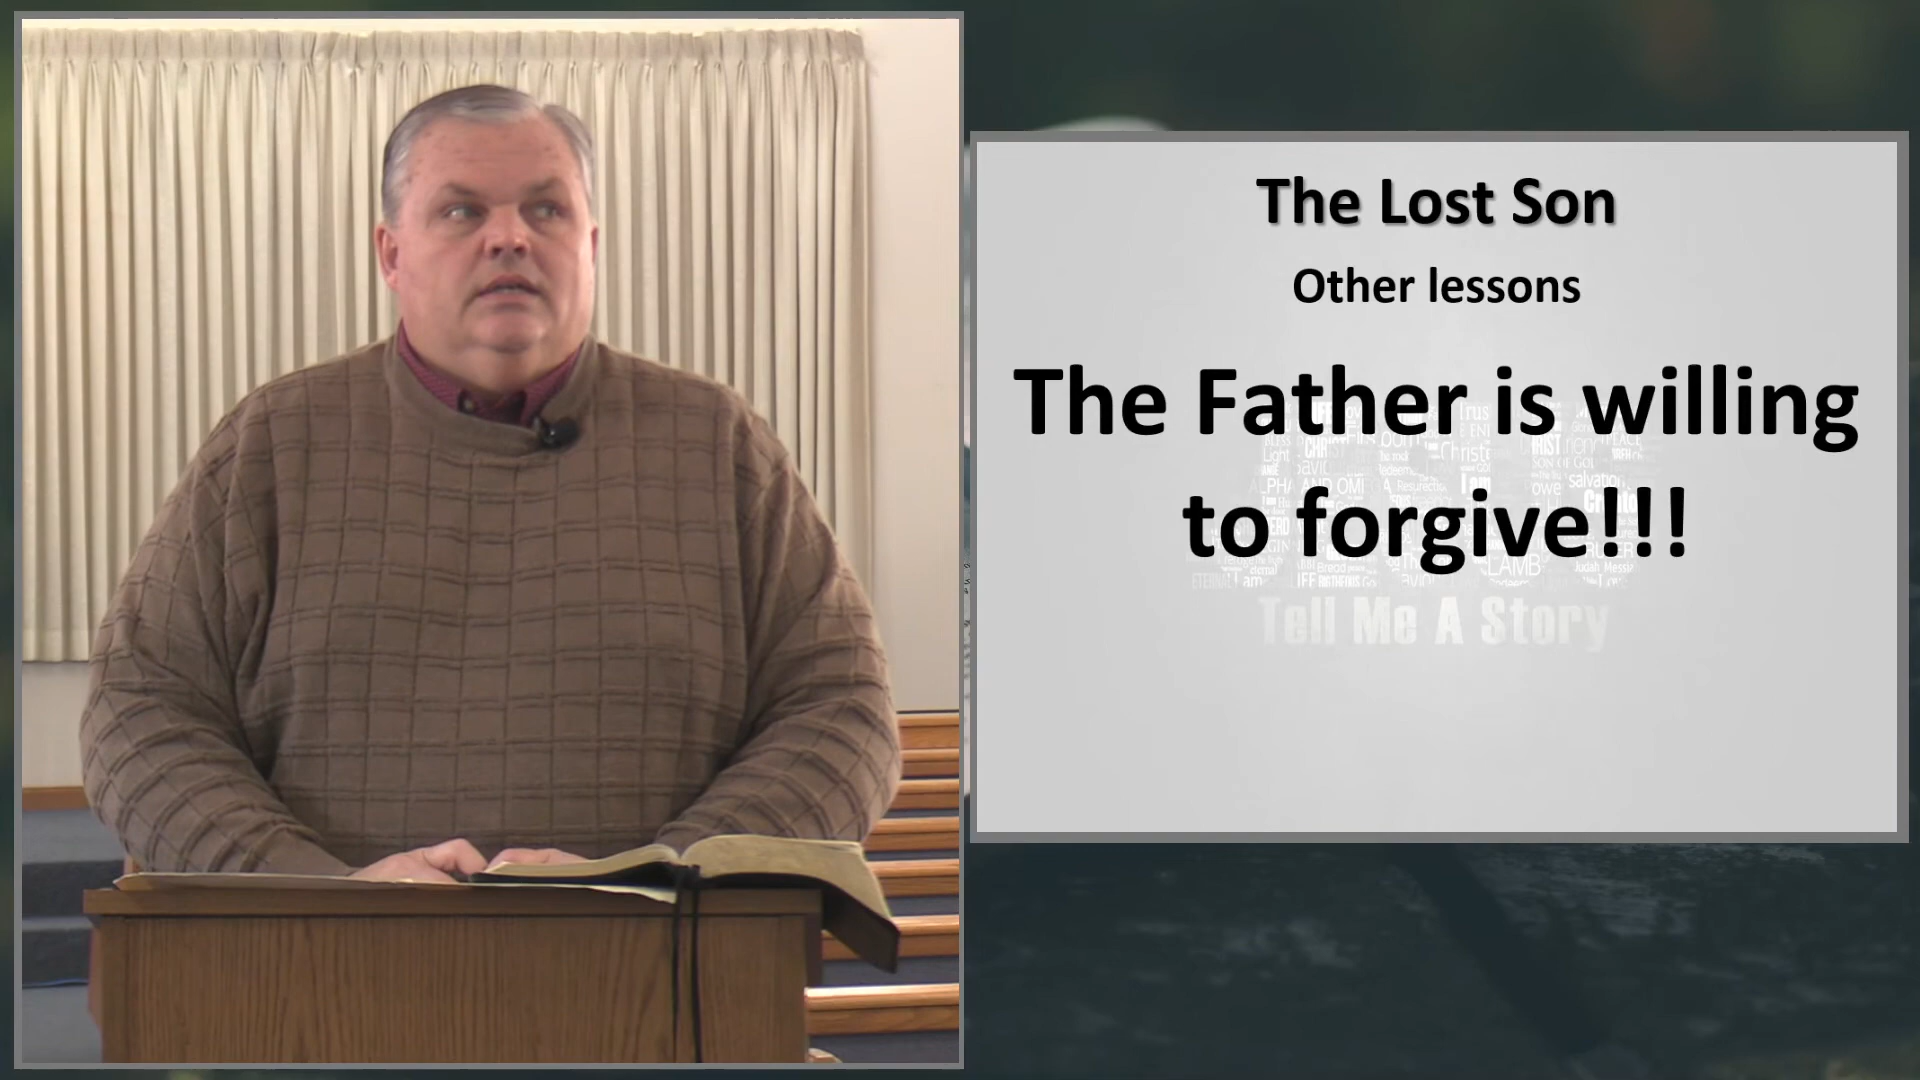 The Lost Son
Other lessons
The Father is willing
to forgive!!!
Tell Me A Story